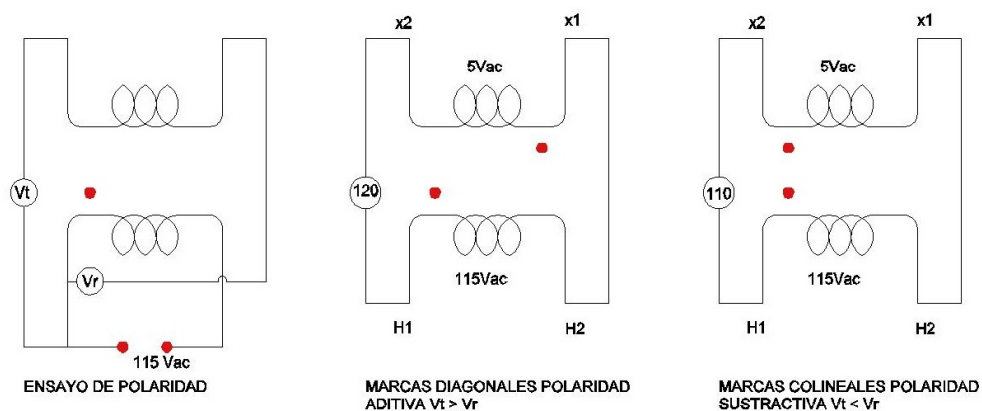 x2
x1
x2
x1
5Vac
5Vac
Vt
120
110
Vr
115Vac
115Vac
H1
H2
H1
H2
115 Vac
ENSAYO DE POLARIDAD
MARCAS DIAGONALES POLARIDAD
ADITIVA Vt > Vr
MARCAS COLINEALES POLARIDAD
SUSTRACTIVA Vt < Vr